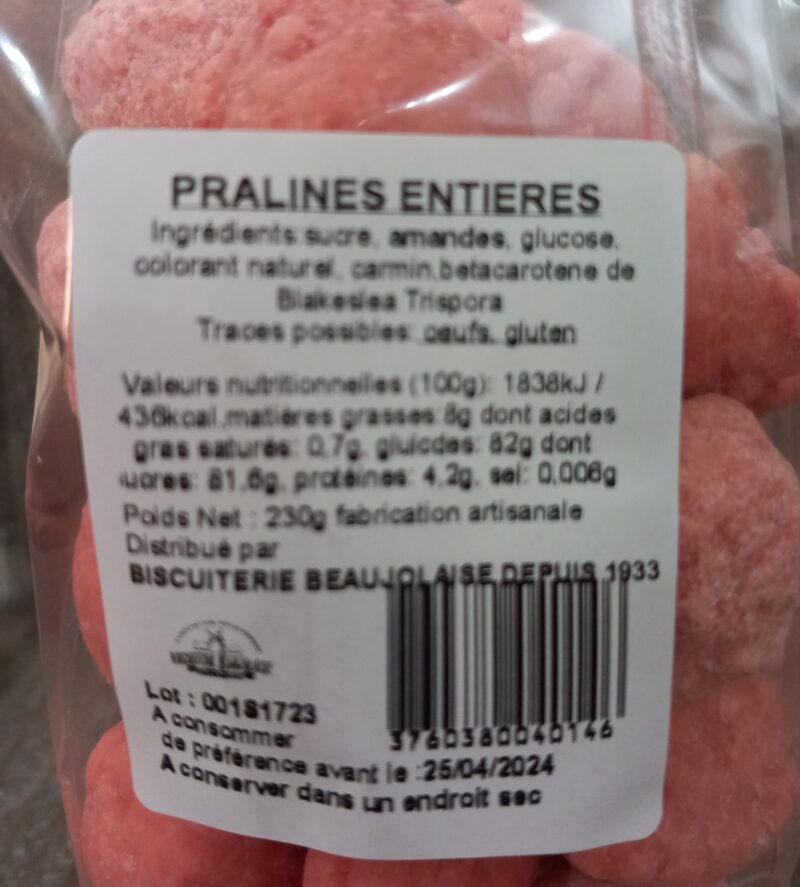 PRALINES ENTIERES
Ingrédients:sucre, amandes, glucose,
colorant naturel, carmin,betacarotene de
Blakeslea Trispora
Traces possibles: oeufs, gluten
Valeurs nutritionnelles (100g): 1838kJ /
436kcal,matières grasses:8g dont acides
gras saturés: 0,7g, gluicdes: 82g dont
sucres: 81,6g, protéines: 4,2g, sel: 0,006g
Poids Net : 230g fabrication artisanale
Distribué par
BISCUITERIE BEAUJOLAISE DEPUIS 1933
Lot : 001S1723
A consommer
de préférence avant le :25/04/2024
A conserver dans un endroit sec
3760380040146